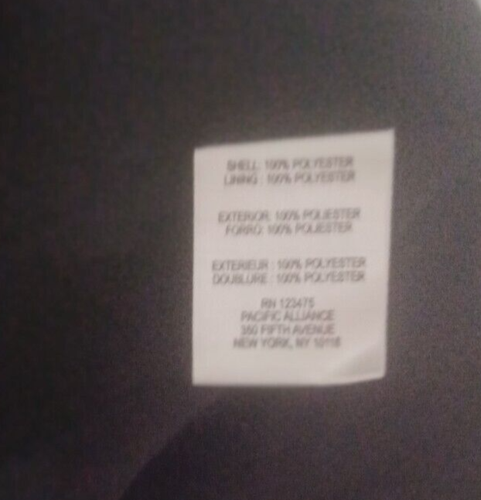 SHELL: 100% POLYESTER
LINING : 100% POLYESTER
EXTERIOR: 100% POLIESTER
FORRO: 100% POLIESTER
EXTERIEUR : 100% POLYESTER
DOUBLURE : 100% POLYESTER
RN 123475
PACIFIC ALLIANCE
350 FIFTH AVENUE
NEW YORK, NY 10118